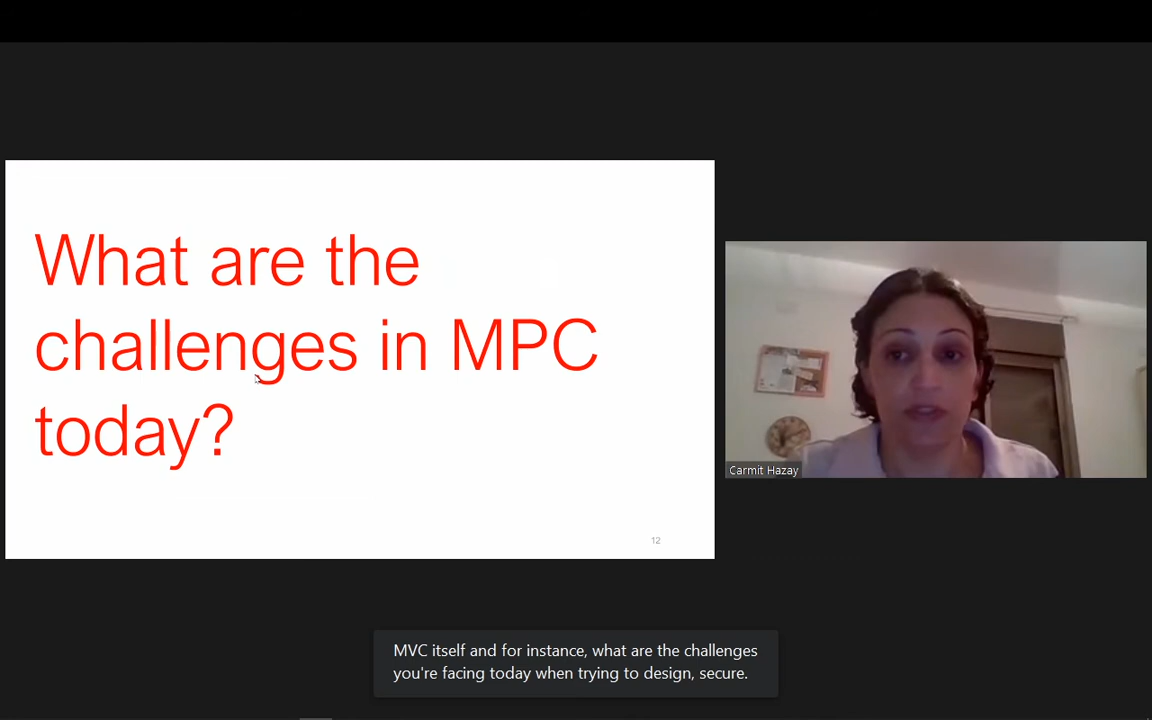 What are the
challenges in MPC
today?
12
Carmit Hazay
MVC itself and for instance, what are the challenges
you're facing today when trying to design, secure.